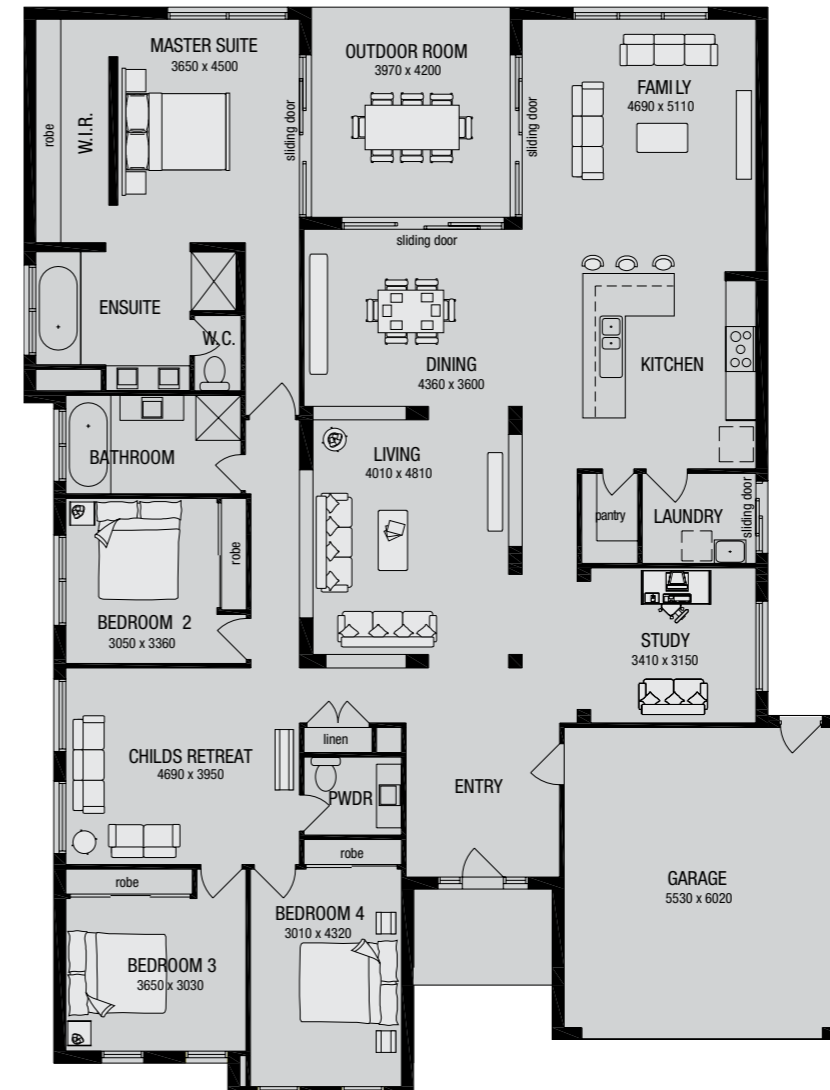 MASTER SUITE
3650 x 4500
OUTDOOR ROOM
3970 x 4200
FAMILY
4690 x 5110
robe
W.I.R.
sliding door
sliding door
sliding door
ENSUITE
W.C.
DINING
4360 x 3600
KITCHEN
BATHROOM
LIVING
4010 x 4810
pantry
LAUNDRY
sliding door
robe
BEDROOM 2
3050 x 3360
STUDY
3410 x 3150
CHILDS RETREAT
4690 x 3950
linen
PWDR
ENTRY
robe
robe
GARAGE
5530 x 6020
BEDROOM 4
3010 x 4320
BEDROOM 3
3650 x 3030